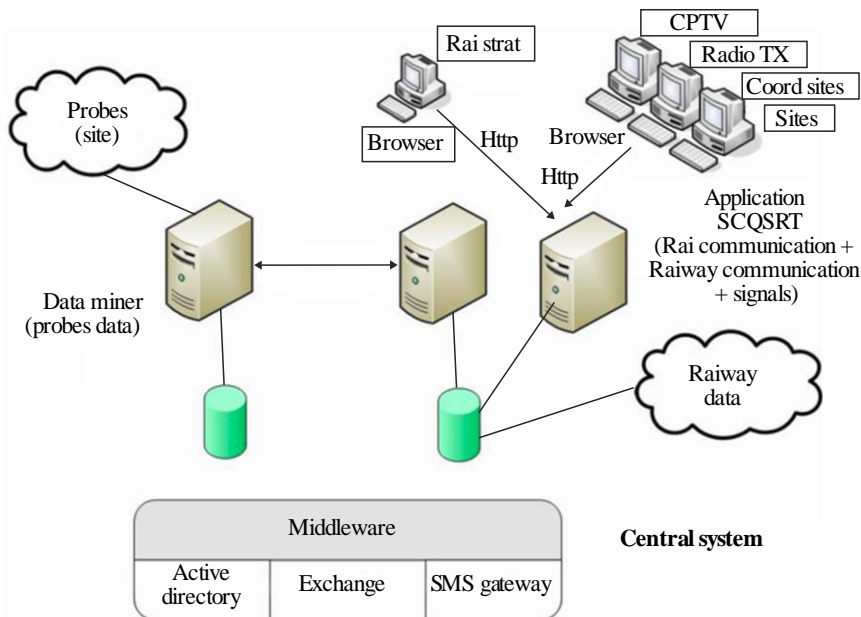 Rai strat
CPTV
Radio TX
Coord sites
Sites
Probes
(site)
Browser
Http
Browser
Http
Application
SCQSRT
(Rai communication +
Raiway communication
+ signals)
Data miner
(probes data)
Raiway
data
Middleware
Central system
Active
directory
Exchange
SMS gateway